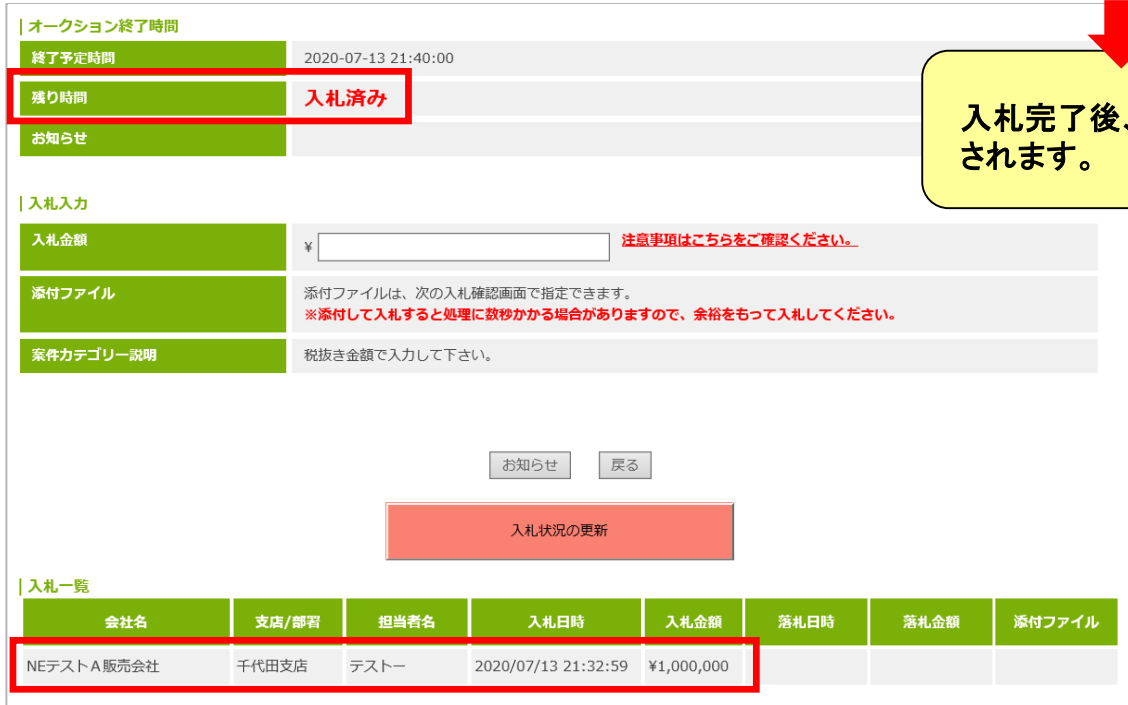 オークション終了時間
終了予定時間 2020-07-13 21:40:00
残り時間 入札済み
お知らせ
入札完了後、
されます。
入札入力
入札金額 ¥ 注意事項はこちらをご確認ください。
添付ファイル 添付ファイルは、次の入札確認画面で指定できます。
※添付して入札すると処理に数秒かかる場合がありますので、余裕をもって入札してください。
案件カテゴリー説明 税抜き金額で入力して下さい。
お知らせ 戻る
入札状況の更新
入札一覧
会社名 支店/部署 担当者名 入札日時 入札金額 落札日時 落札金額 添付ファイル
NEテストA販売会社 千代田支店 テスト一 2020/07/13 21:32:59 ¥1,000,000